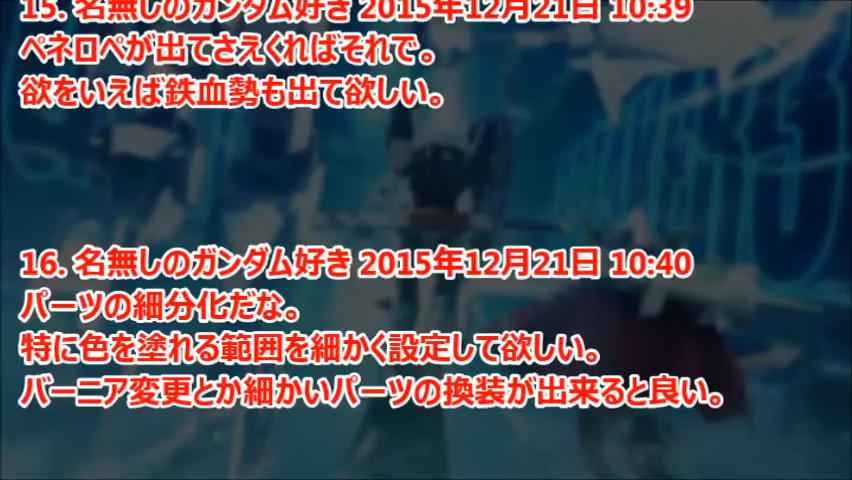 15. 名無しのガンダム好き 2015年12月21日 10:39
ペネロペが出てさえくればそれで。
欲をいえば鉄血勢も出て欲しい。
16. 名無しのガンダム好き 2015年12月21日 10:40
パーツの細分化だな。
特に色を塗れる範囲を細かく設定して欲しい。
バーニア変更とか細かいパーツの換装が出来ると良い。